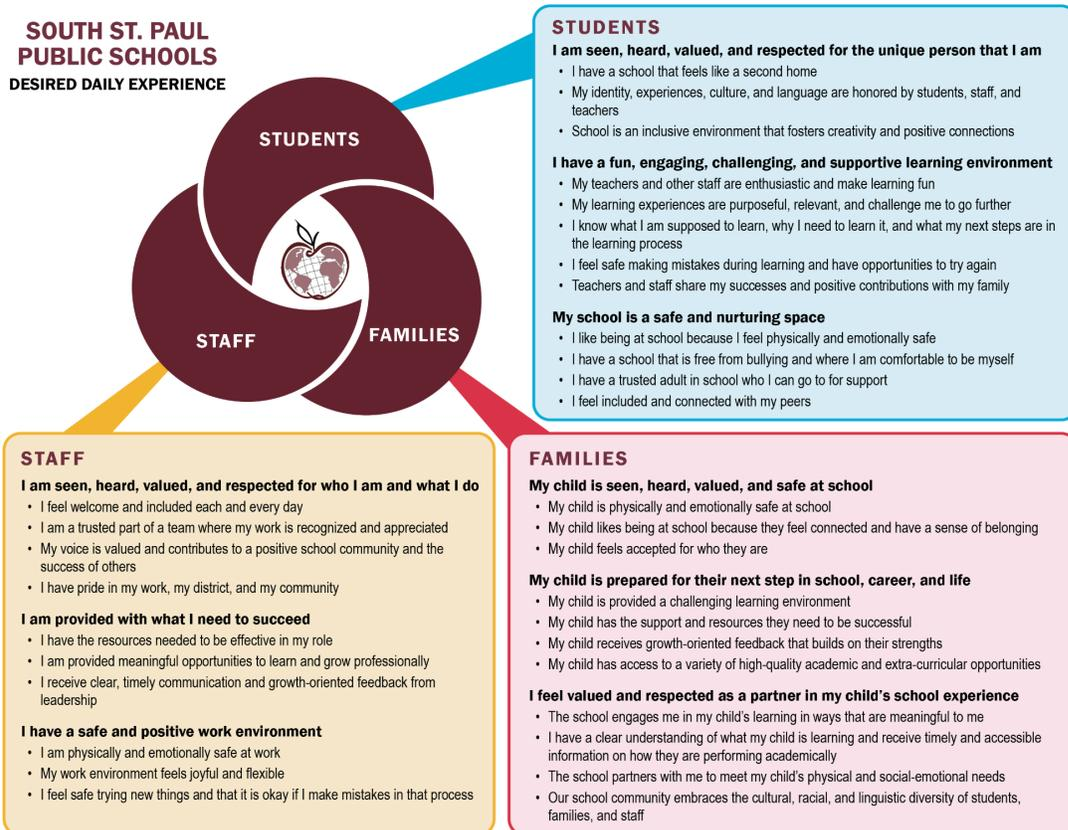 SOUTH ST. PAUL
PUBLIC SCHOOLS
DESIRED DAILY EXPERIENCE
STUDENTS
STAFF
FAMILIES
STUDENTS
I am seen, heard, valued, and respected for the unique person that I am
• I have a school that feels like a second home
• My identity, experiences, culture, and language are honored by students, staff, and
teachers
• School is an inclusive environment that fosters creativity and positive connections
I have a fun, engaging, challenging, and supportive learning environment
• My teachers and other staff are enthusiastic and make learning fun
• My learning experiences are purposeful, relevant, and challenge me to go further
• I know what I am supposed to learn, why I need to learn it, and what my next steps are in
the learning process
• I feel safe making mistakes during learning and have opportunities to try again
• Teachers and staff share my successes and positive contributions with my family
My school is a safe and nurturing space
• I like being at school because I feel physically and emotionally safe
• I have a school that is free from bullying and where I am comfortable to be myself
• I have a trusted adult in school who I can go to for support
• I feel included and connected with my peers
STAFF
I am seen, heard, valued, and respected for who I am and what I do
• I feel welcome and included each and every day
• I am a trusted part of a team where my work is recognized and appreciated
• My voice is valued and contributes to a positive school community and the
success of others
• I have pride in my work, my district, and my community
I am provided with what I need to succeed
• I have the resources needed to be effective in my role
• I am provided meaningful opportunities to learn and grow professionally
• I receive clear, timely communication and growth-oriented feedback from
leadership
I have a safe and positive work environment
• I am physically and emotionally safe at work
• My work environment feels joyful and flexible
• I feel safe trying new things and that it is okay if I make mistakes in that process
FAMILIES
My child is seen, heard, valued, and safe at school
• My child is physically and emotionally safe at school
• My child likes being at school because they feel connected and have a sense of belonging
• My child feels accepted for who they are
My child is prepared for their next step in school, career, and life
• My child is provided a challenging learning environment
• My child has the support and resources they need to be successful
• My child receives growth-oriented feedback that builds on their strengths
• My child has access to a variety of high-quality academic and extra-curricular opportunities
I feel valued and respected as a partner in my child's school experience
• The school engages me in my child's learning in ways that are meaningful to me
• I have a clear understanding of what my child is learning and receive timely and accessible
information on how they are performing academically
• The school partners with me to meet my child's physical and social-emotional needs
• Our school community embraces the cultural, racial, and linguistic diversity of students,
families, and staff